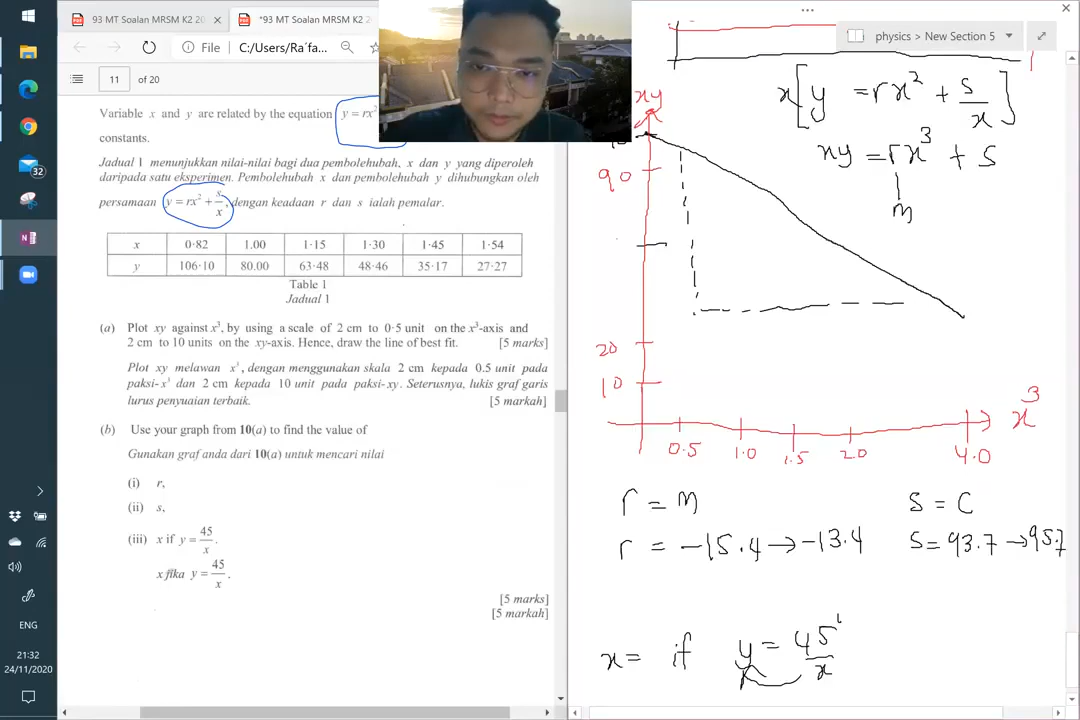 93 MT Soalan MRSM K2 20
*93 MT Soalan MRSM K2 2
File
C:/Users/Ra´fa...
11
of 20
Variable x and y are related by the equation y = rx²
constants.
Jadual 1 menunjukkan nilai-nilai bagi dua pembolehubah, x dan y yang diperoleh
daripada satu eksperimen. Pembolehubah x dan pembolehubah y dihubungkan oleh
persamaan y = rx² + s/x, dengan keadaan r dan s ialah pemalar.
x 0·82 1.00 1·15 1·30 1·45 1·54
y 106·10 80.00 63·48 48·46 35·17 27·27
Table 1
Jadual 1
(a) Plot xy against x³, by using a scale of 2 cm to 0·5 unit on the x³-axis and
2 cm to 10 units on the xy-axis. Hence, draw the line of best fit. [5 marks]
Plot xy melawan x³, dengan menggunakan skala 2 cm kepada 0.5 unit pada
paksi-x³ dan 2 cm kepada 10 unit pada paksi-xy. Seterusnya, lukis graf garis
lurus penyuaian terbaik. [5 markah]
(b) Use your graph from 10(a) to find the value of
Gunakan graf anda dari 10(a) untuk mencari nilai
(i) r,
(ii) s,
(iii) x if y = 45/x.
x jika y = 45/x.
[5 marks]
[5 markah]
32
ENG
21:32
24/11/2020
physics > New Section 5
x[y = rx² + s/x]
xy = rx³ + s
m
xy
90
20
10
0.5 1.0 1.5 2.0 4.0
x³
r = m
s = c
r = -15.4 → -13.4
s = 93.7 → 95.7
x = if y = 45/x